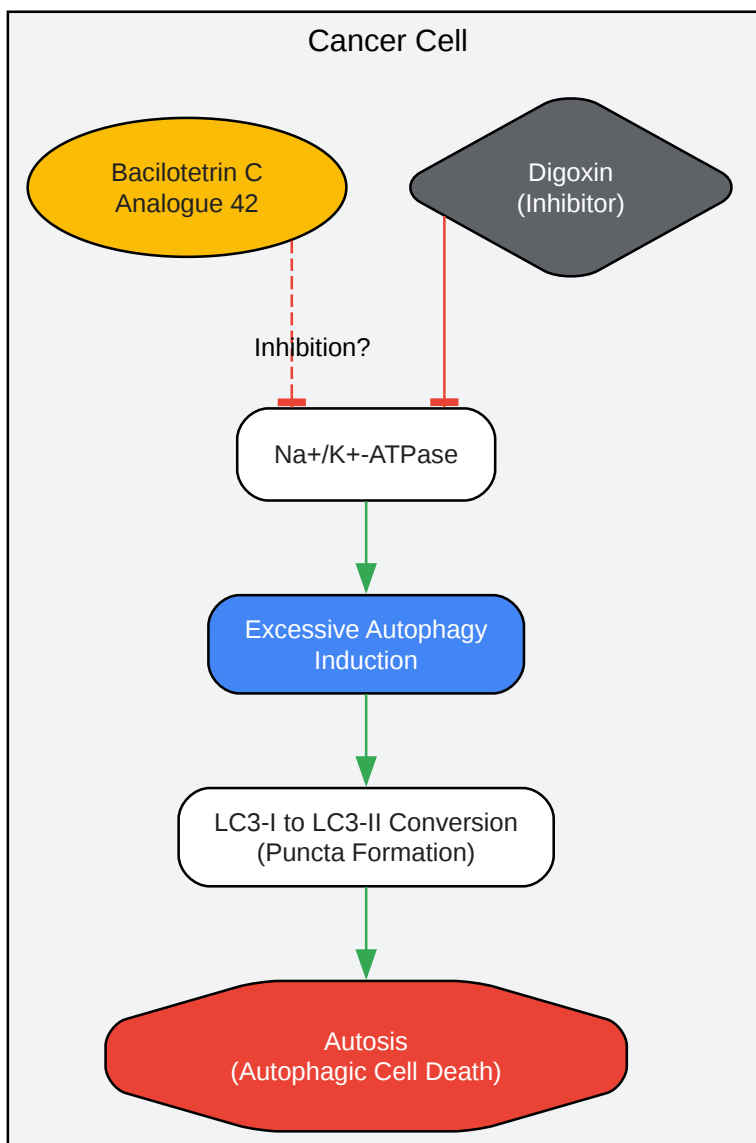 Cancer Cell
Bacilotetrin C
Analogue 42
Digoxin
(Inhibitor)
Inhibition?
Na+/K+-ATPase
Excessive Autophagy
Induction
LC3-I to LC3-II Conversion
(Puncta Formation)
Autosis
(Autophagic Cell Death)